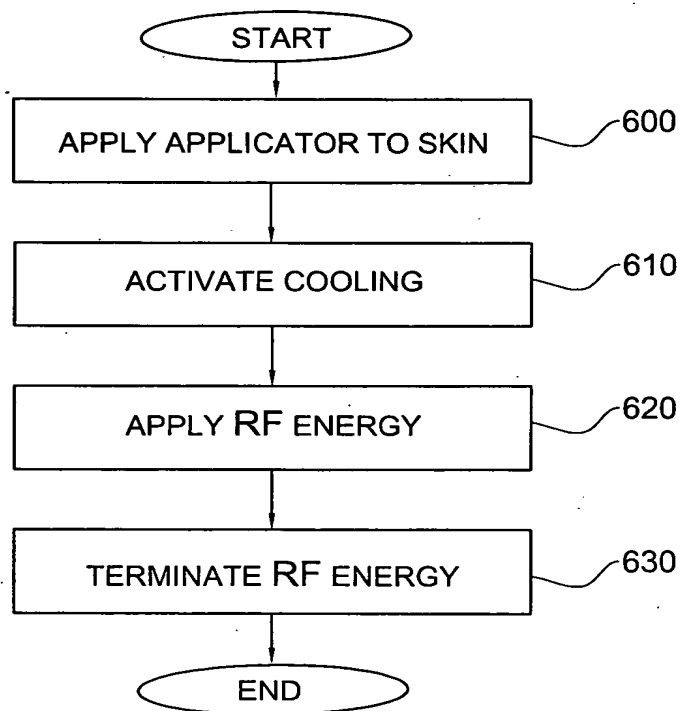 START
APPLY APPLICATOR TO SKIN
600
ACTIVATE COOLING
610
APPLY RF ENERGY
620
TERMINATE RF ENERGY
630
END